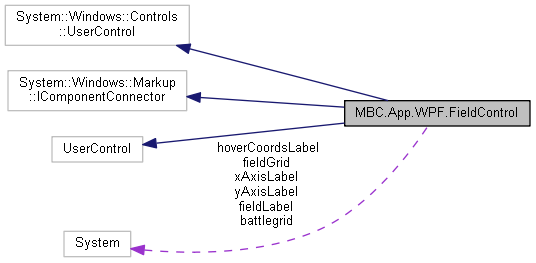 System::Windows::Controls
::UserControl
System::Windows::Markup
::IComponentConnector
MBC.App.WPF.FieldControl
UserControl
hoverCoordsLabel
fieldGrid
xAxisLabel
yAxisLabel
fieldLabel
battlegrid
System